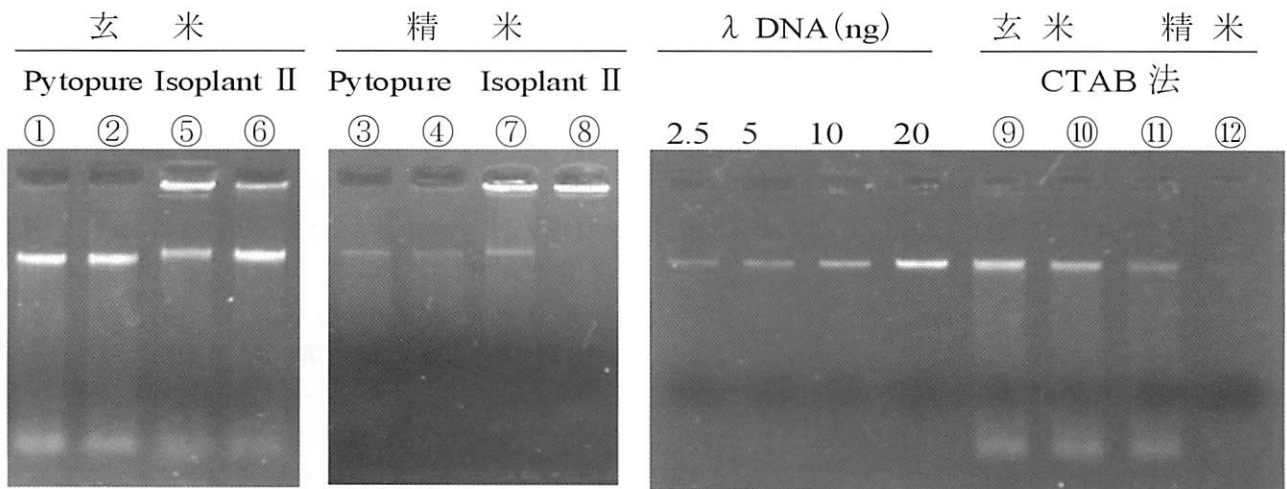 玄 米 精 米 λ DNA(ng) 玄 米 精 米
Pytopure Isoplant Ⅱ Pytopure Isoplant Ⅱ CTAB 法
① ② ⑤ ⑥ ③ ④ ⑦ ⑧ 2.5 5 10 20 ⑨ ⑩ ⑪ ⑫